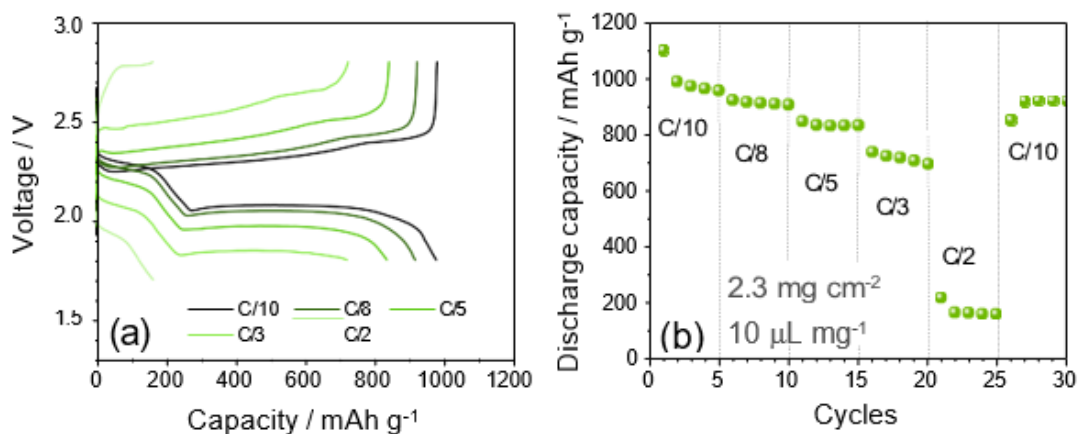 3.0
2.5
2.0
1.5
Voltage / V
0 200 400 600 800 1000 1200
Capacity / mAh g-1
C/10 C/8 C/5
C/3 C/2
(a)
1200
1000
800
600
400
200
0
Discharge capacity / mAh g-1
C/10
C/8
C/5
C/3
C/2
C/10
2.3 mg cm-2
10 µL mg-1
(b)
0 5 10 15 20 25 30
Cycles